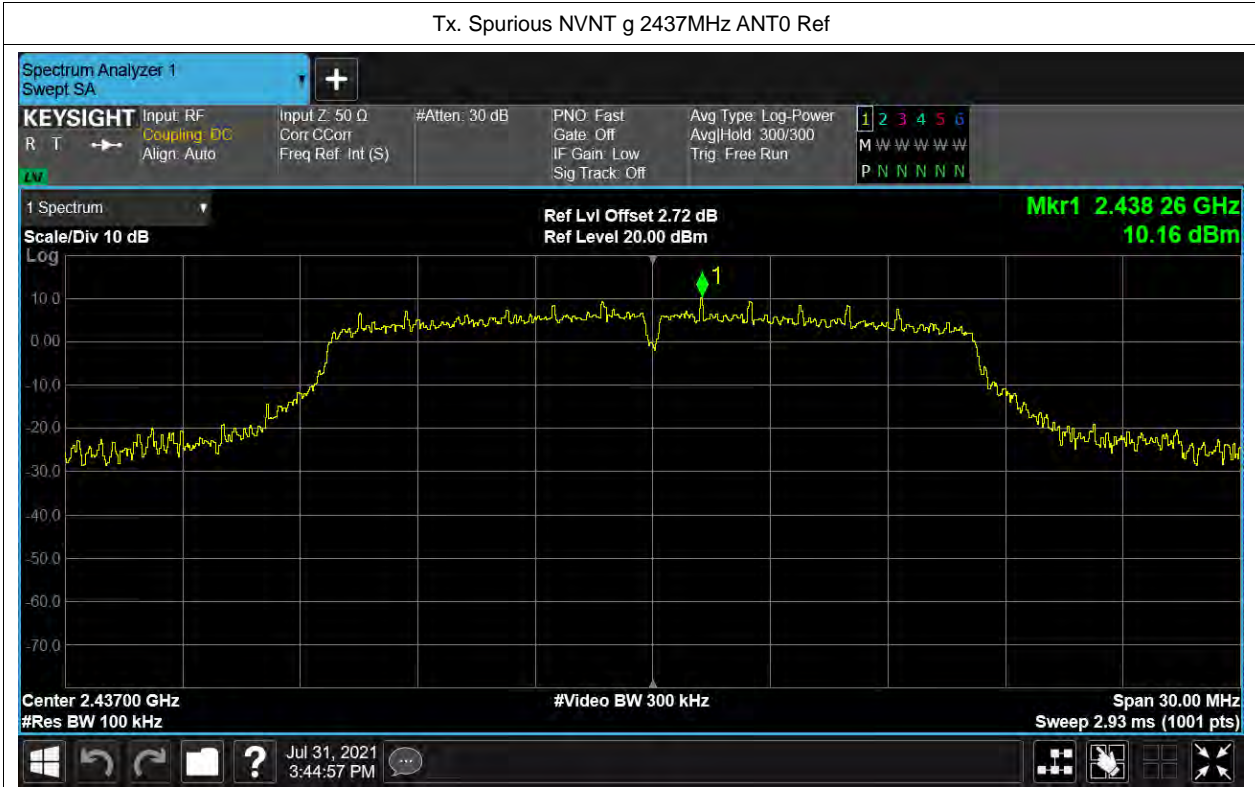 Tx. Spurious NVNT g 2437MHz ANT0 Ref
Spectrum Analyzer 1
Swept SA
+
KEYSIGHT
R T
LXI
Input: RF
Coupling: DC
Align: Auto
Input Z: 50 Ω
Corr CCorr
Freq Ref: Int (S)
#Atten: 30 dB
PNO: Fast
Gate: Off
IF Gain: Low
Sig Track: Off
Avg Type: Log-Power
Avg|Hold: 300/300
Trig: Free Run
1 2 3 4 5 6
M W W W W W
P N N N N N
1 Spectrum
Scale/Div 10 dB
Ref Lvl Offset 2.72 dB
Ref Level 20.00 dBm
Mkr1 2.438 26 GHz
10.16 dBm
Log
1
10.0
0.00
-10.0
-20.0
-30.0
-40.0
-50.0
-60.0
-70.0
Center 2.43700 GHz
#Res BW 100 kHz
#Video BW 300 kHz
Span 30.00 MHz
Sweep 2.93 ms (1001 pts)
?
Jul 31, 2021
3:44:57 PM